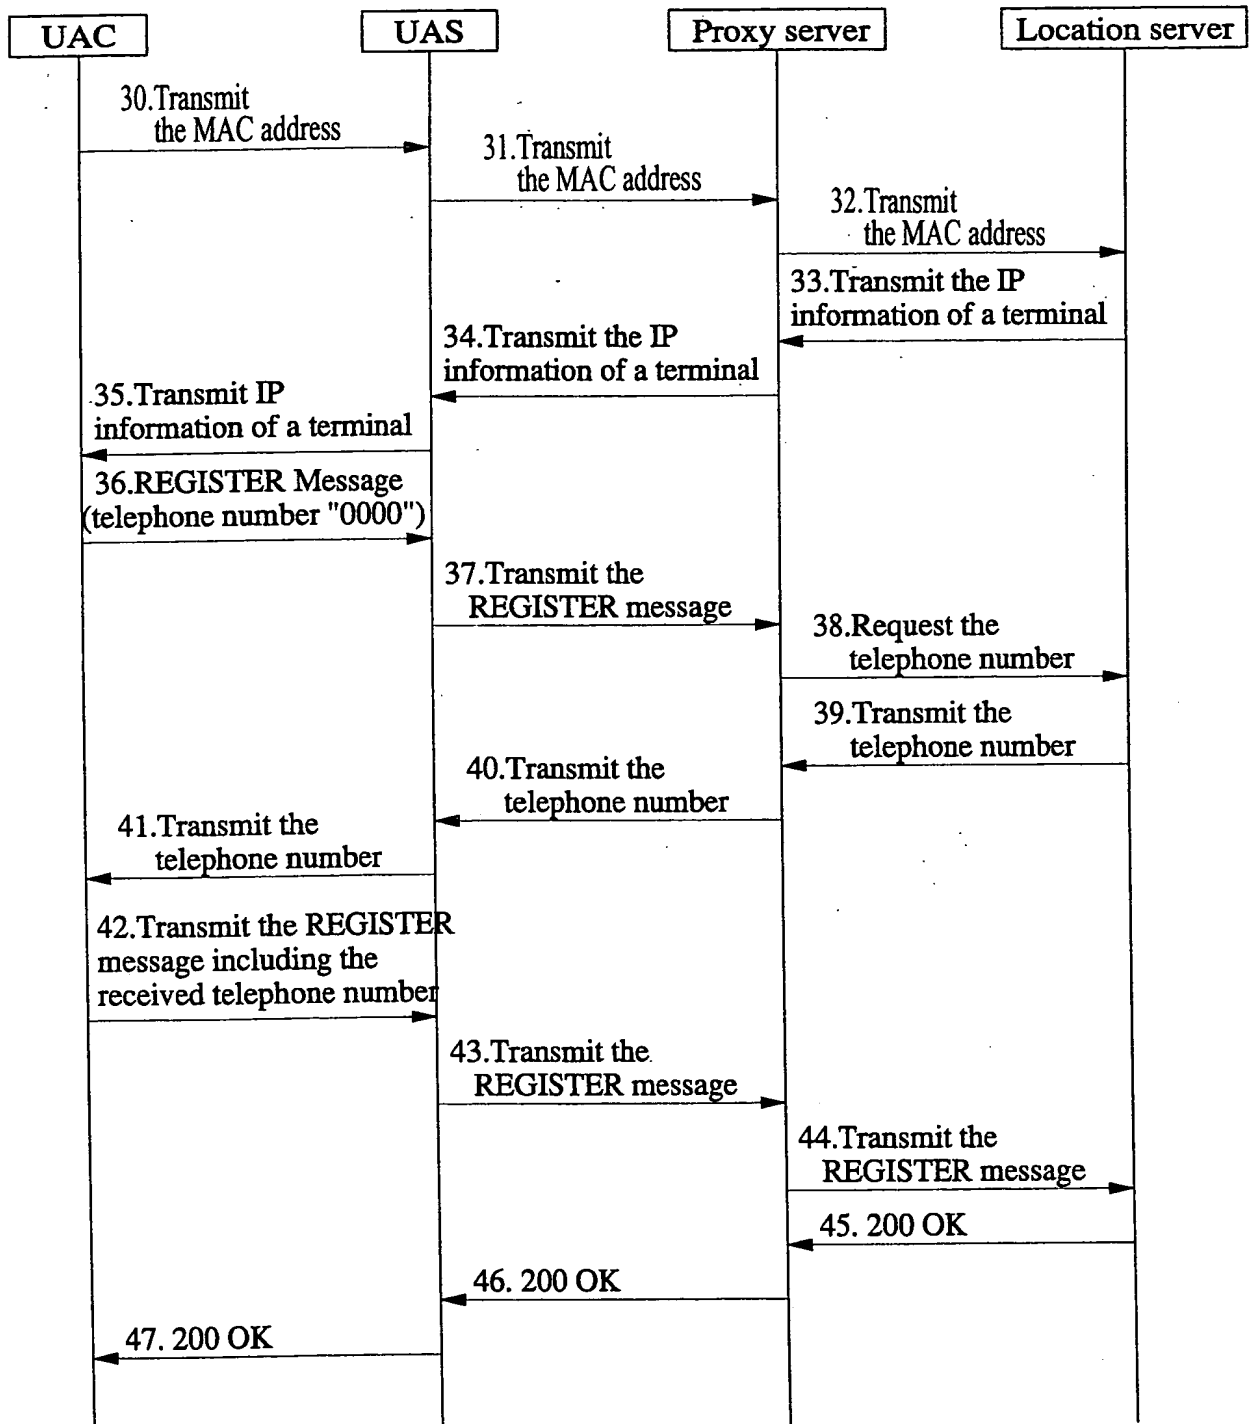 UAC
UAS
Proxy server
Location server
30.Transmit
the MAC address
31.Transmit
the MAC address
32.Transmit
the MAC address
33.Transmit the IP
information of a terminal
34.Transmit the IP
information of a terminal
35.Transmit IP
information of a terminal
36.REGISTER Message
(telephone number "0000")
37.Transmit the
REGISTER message
38.Request the
telephone number
39.Transmit the
telephone number
40.Transmit the
telephone number
41.Transmit the
telephone number
42.Transmit the REGISTER
message including the
received telephone number
43.Transmit the
REGISTER message
44.Transmit the
REGISTER message
45. 200 OK
46. 200 OK
47. 200 OK